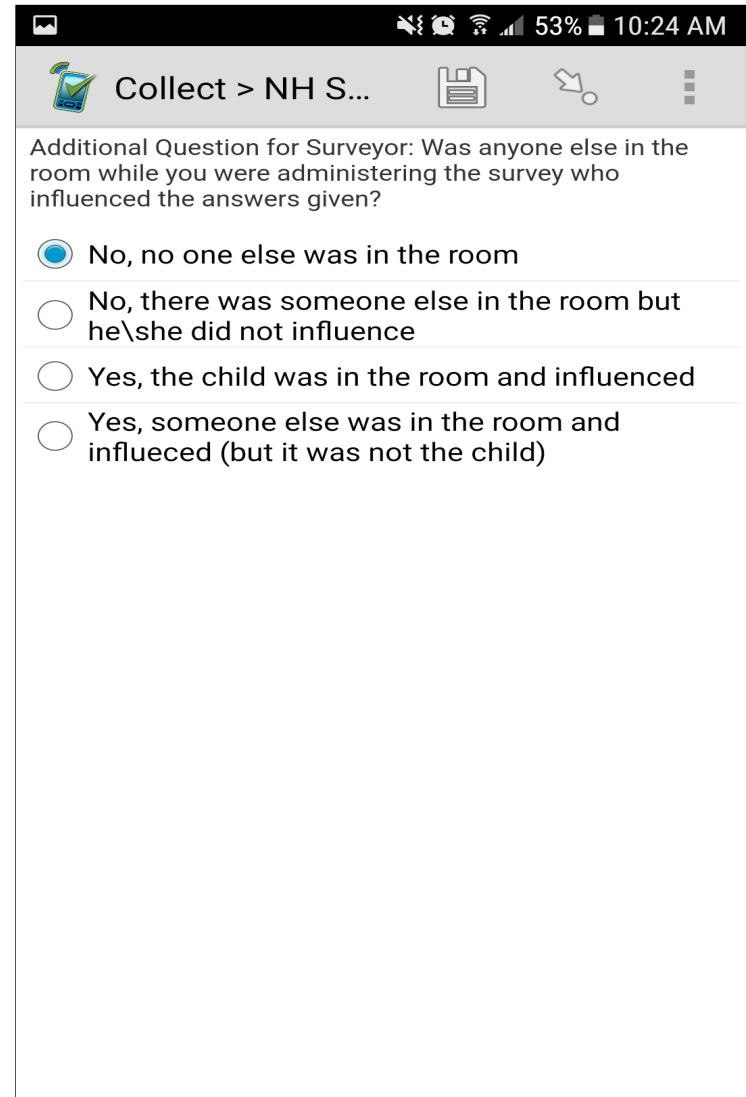 53% 10:24 AM
Collect > NH S...
Additional Question for Surveyor: Was anyone else in the
room while you were administering the survey who
influenced the answers given?
No, no one else was in the room
No, there was someone else in the room but
he\she did not influence
Yes, the child was in the room and influenced
Yes, someone else was in the room and
influeced (but it was not the child)